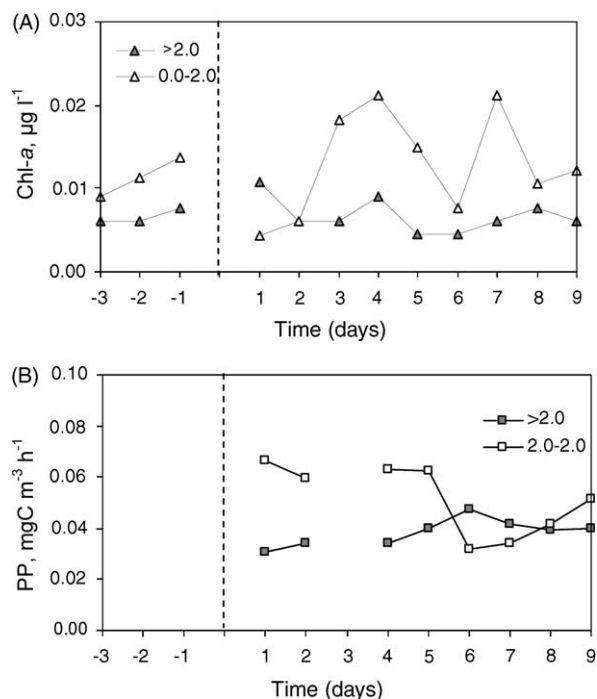 (A)
0.03
0.02
0.01
0.00
Chl-a, µg l⁻¹
>2.0
0.0-2.0
-3 -2 -1 1 2 3 4 5 6 7 8 9
Time (days)
(B)
0.10
0.08
0.06
0.04
0.02
0.00
PP, mgC m⁻³ h⁻¹
>2.0
2.0-2.0
-3 -2 -1 1 2 3 4 5 6 7 8 9
Time (days)